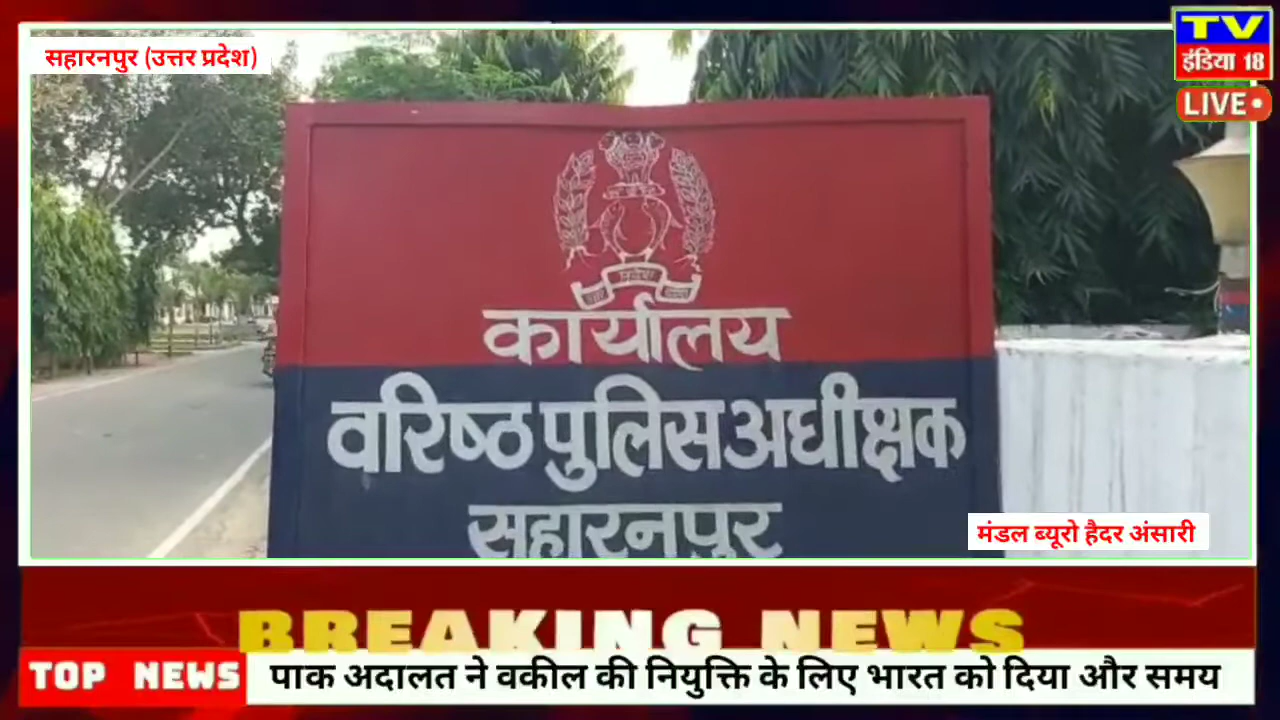 सहारनपुर (उत्तर प्रदेश)
TV
इंडिया 18
LIVE
प्रदेश
कार्यालय
वरिष्ठ पुलिस अधीक्षक
सहारनपुर
मंडल ब्यूरो हैदर अंसारी
BREAKING NEWS
TOP NEWS
पाक अदालत ने वकील की नियुक्ति के लिए भारत को दिया और समय